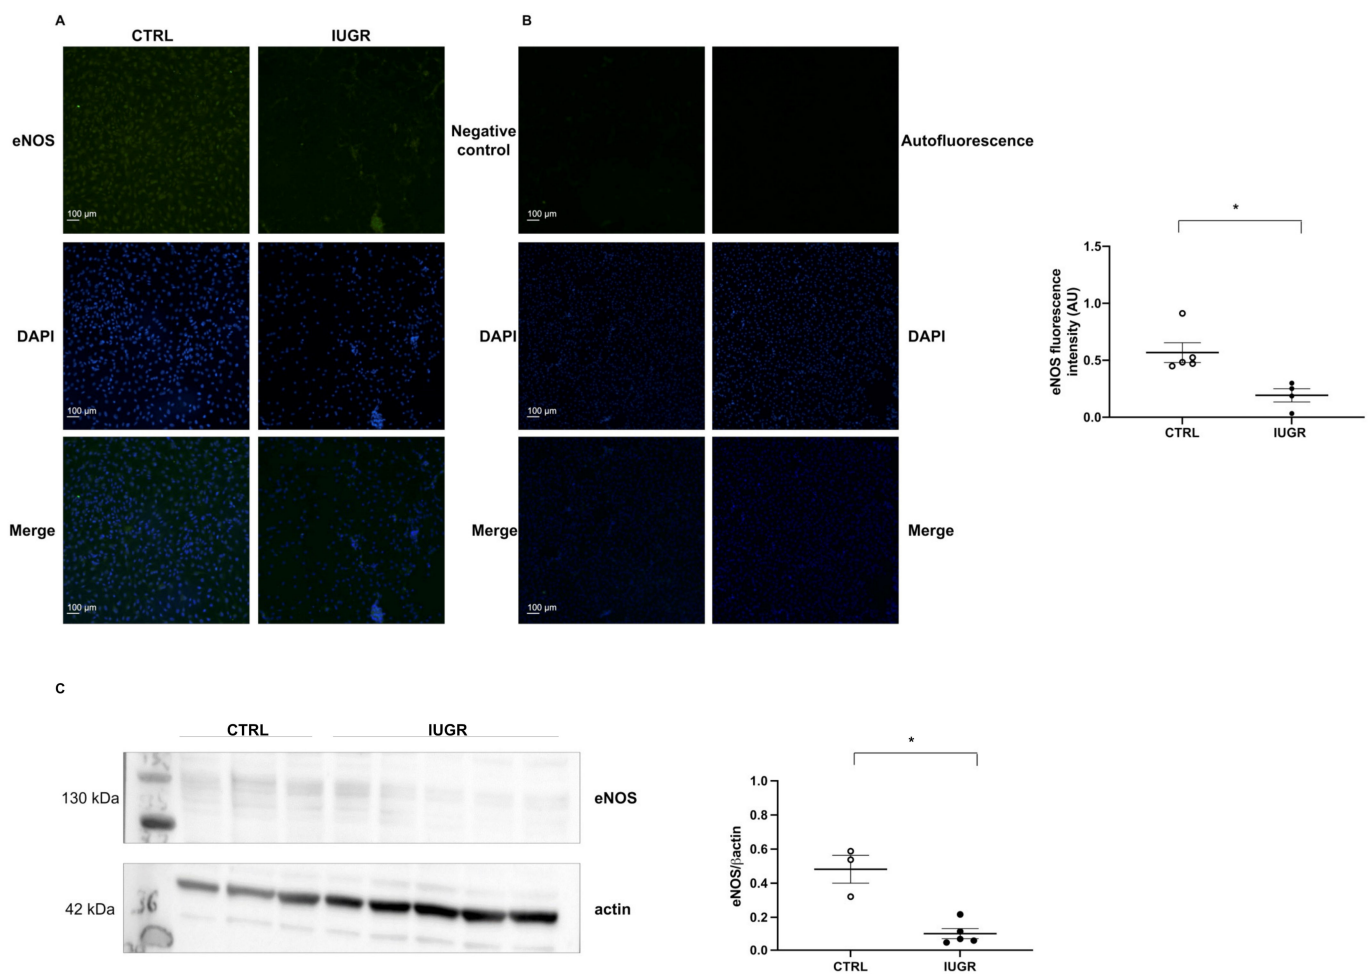 A
B
CTRL
IUGR
eNOS
Negative
control
Autofluorescence
100 µm
100 µm
DAPI
DAPI
DAPI
100 µm
100 µm
Merge
Merge
Merge
100 µm
100 µm
*
eNOS fluorescence
intensity (AU)
1.5
1.0
0.5
0.0
CTRL
IUGR
C
CTRL
IUGR
130 kDa
eNOS
42 kDa
36
actin
*
eNOS/βactin
1.0
0.8
0.6
0.4
0.2
0.0
CTRL
IUGR